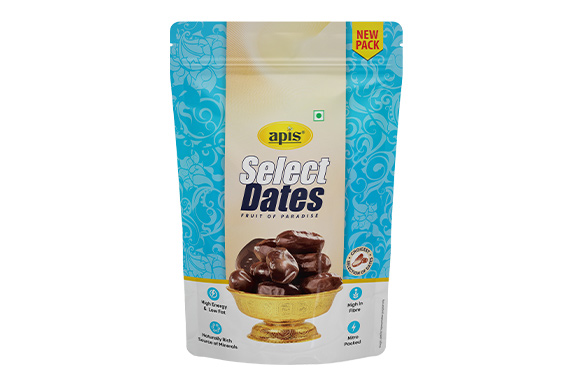 NEW
PACK
apis®
Select
Dates
FRUIT OF PARADISE
High Energy
& Low Fat
High In
Fibre
Naturally Rich
Source of Minerals
Nitro
Packed